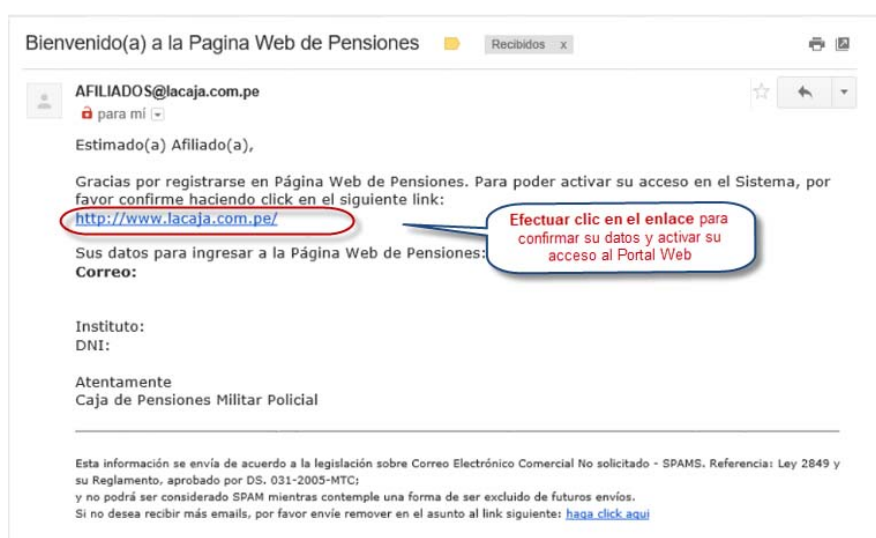 Bienvenido(a) a la Pagina Web de Pensiones
Recibidos x
AFILIADOS@lacaja.com.pe
para mí
Estimado(a) Afiliado(a),
Gracias por registrarse en Página Web de Pensiones. Para poder activar su acceso en el Sistema, por
favor confirme haciendo click en el siguiente link:
http://www.lacaja.com.pe/
Efectuar clic en el enlace para
confirmar su datos y activar su
acceso al Portal Web
Sus datos para ingresar a la Página Web de Pensiones:
Correo:
Instituto:
DNI:
Atentamente
Caja de Pensiones Militar Policial
Esta información se envía de acuerdo a la legislación sobre Correo Electrónico Comercial No solicitado - SPAMS. Referencia: Ley 2849 y
su Reglamento, aprobado por DS. 031-2005-MTC;
y no podrá ser considerado SPAM mientras contemple una forma de ser excluido de futuros envíos.
Si no desea recibir más emails, por favor envíe remover en el asunto al link siguiente: haga click aqui